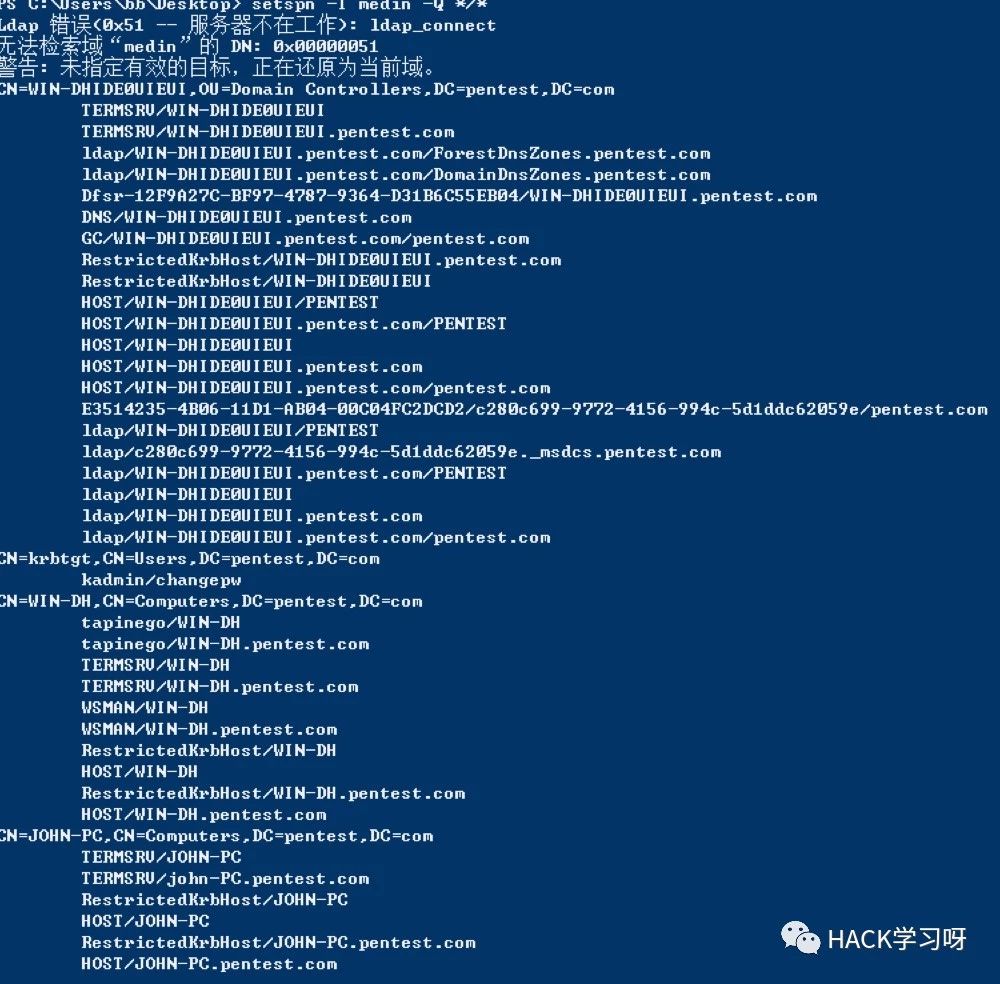 PS C:\Users\bb\Desktop> setspn -T medin -Q */*
Ldap 错误(0x51 -- 服务器不在工作): ldap_connect
无法检索域“medin”的 DN: 0x00000051
警告: 未指定有效的目标, 正在还原为当前域。
CN=WIN-DHIDE0UIEUI,OU=Domain Controllers,DC=pentest,DC=com
TERMSRV/WIN-DHIDE0UIEUI
TERMSRV/WIN-DHIDE0UIEUI.pentest.com
ldap/WIN-DHIDE0UIEUI.pentest.com/ForestDnsZones.pentest.com
ldap/WIN-DHIDE0UIEUI.pentest.com/DomainDnsZones.pentest.com
Dfsr-12F9A27C-BF97-4787-9364-D31B6C55EB04/WIN-DHIDE0UIEUI.pentest.com
DNS/WIN-DHIDE0UIEUI.pentest.com
GC/WIN-DHIDE0UIEUI.pentest.com/pentest.com
RestrictedKrbHost/WIN-DHIDE0UIEUI.pentest.com
RestrictedKrbHost/WIN-DHIDE0UIEUI
HOST/WIN-DHIDE0UIEUI/PENTEST
HOST/WIN-DHIDE0UIEUI.pentest.com/PENTEST
HOST/WIN-DHIDE0UIEUI
HOST/WIN-DHIDE0UIEUI.pentest.com
HOST/WIN-DHIDE0UIEUI.pentest.com/pentest.com
E3514235-4B06-11D1-AB04-00C04FC2DCD2/c280c699-9772-4156-994c-5d1ddc62059e/pentest.com
ldap/WIN-DHIDE0UIEUI/PENTEST
ldap/c280c699-9772-4156-994c-5d1ddc62059e._msdcs.pentest.com
ldap/WIN-DHIDE0UIEUI.pentest.com/PENTEST
ldap/WIN-DHIDE0UIEUI
ldap/WIN-DHIDE0UIEUI.pentest.com
ldap/WIN-DHIDE0UIEUI.pentest.com/pentest.com
CN=krbtgt,CN=Users,DC=pentest,DC=com
kadmin/changepw
CN=WIN-DH,CN=Computers,DC=pentest,DC=com
tapinego/WIN-DH
tapinego/WIN-DH.pentest.com
TERMSRV/WIN-DH
TERMSRV/WIN-DH.pentest.com
WSMAN/WIN-DH
WSMAN/WIN-DH.pentest.com
RestrictedKrbHost/WIN-DH
HOST/WIN-DH
RestrictedKrbHost/WIN-DH.pentest.com
HOST/WIN-DH.pentest.com
CN=JOHN-PC,CN=Computers,DC=pentest,DC=com
TERMSRV/JOHN-PC
TERMSRV/john-PC.pentest.com
RestrictedKrbHost/JOHN-PC
HOST/JOHN-PC
RestrictedKrbHost/JOHN-PC.pentest.com
HOST/JOHN-PC.pentest.com
HACK学习呀